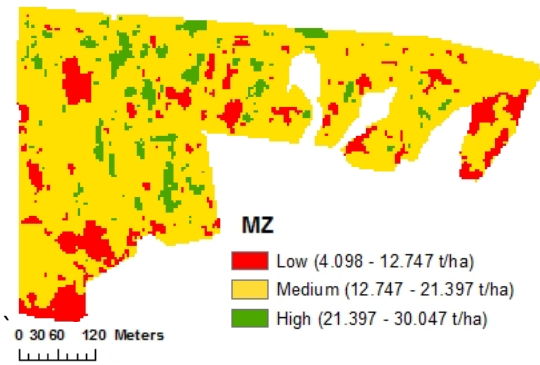 MZ
Low (4.098 - 12.747 t/ha)
Medium (12.747 - 21.397 t/ha)
High (21.397 - 30.047 t/ha)
0 30 60 120 Meters